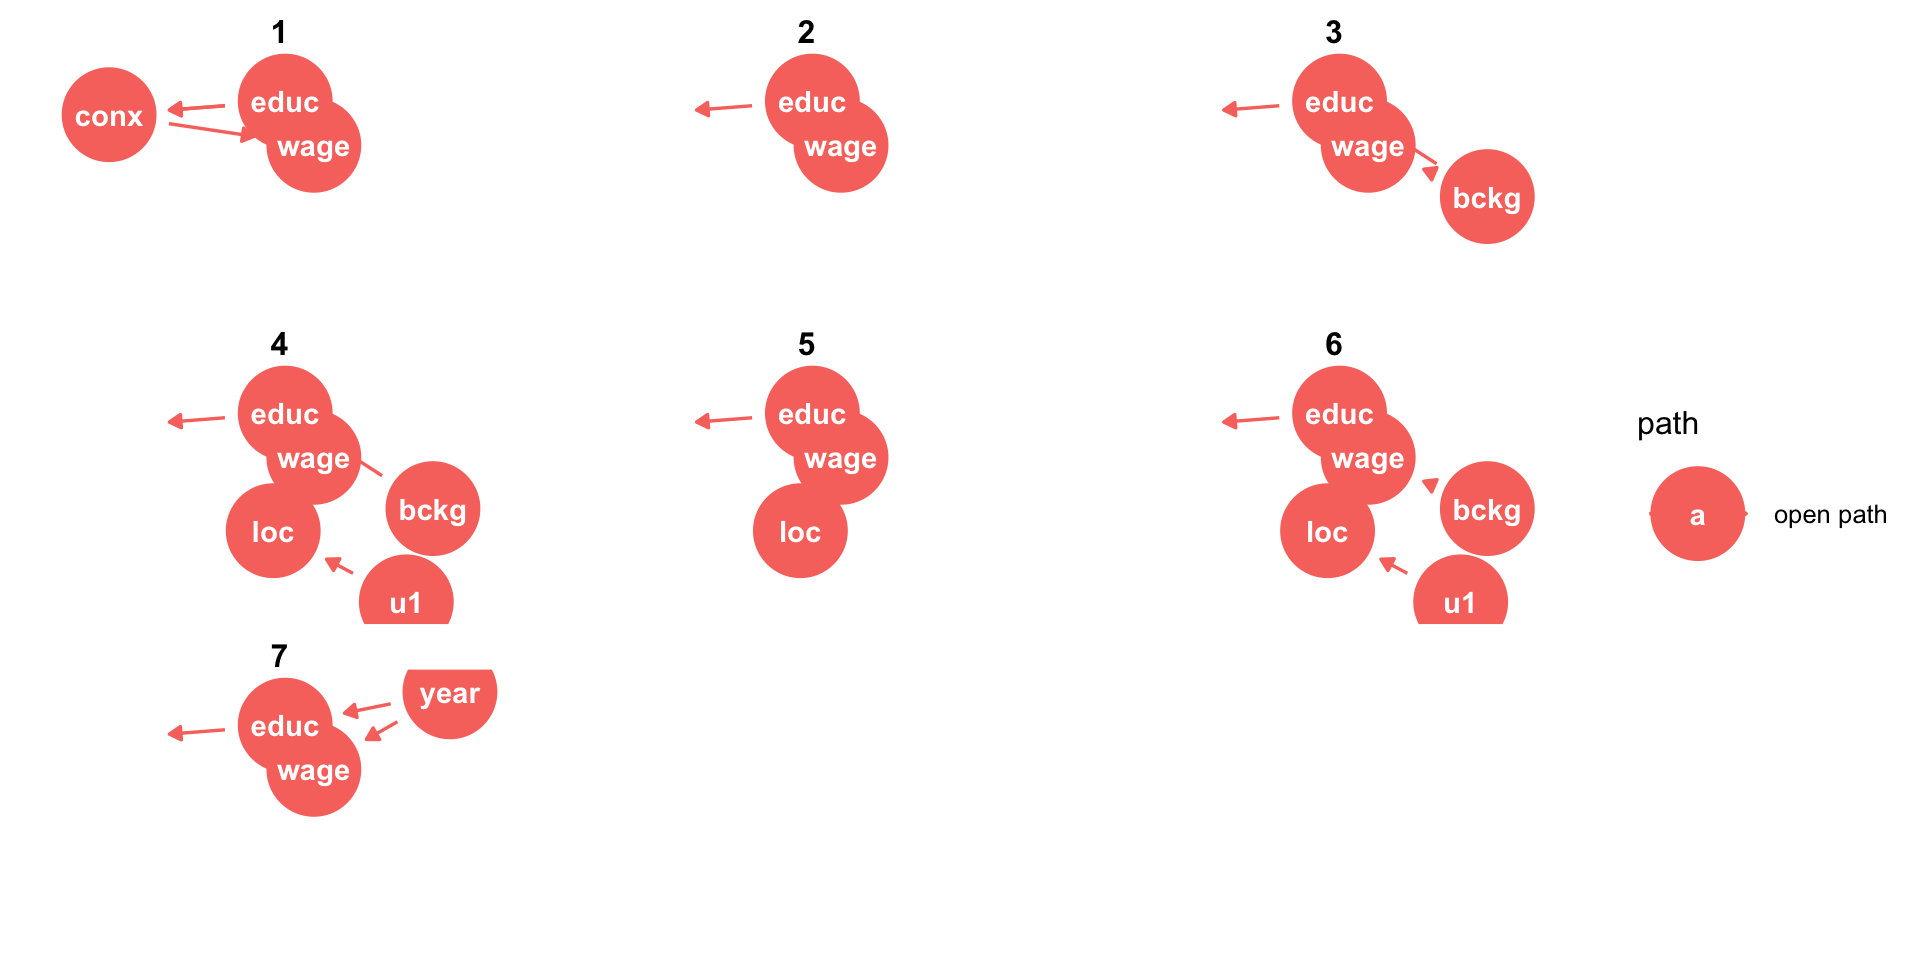 1
conx
educ
wage
2
educ
wage
3
educ
wage
bckg
4
educ
wage
bckg
loc
u1
5
educ
wage
loc
6
educ
wage
bckg
loc
u1
path
a open path
7
educ
year
wage